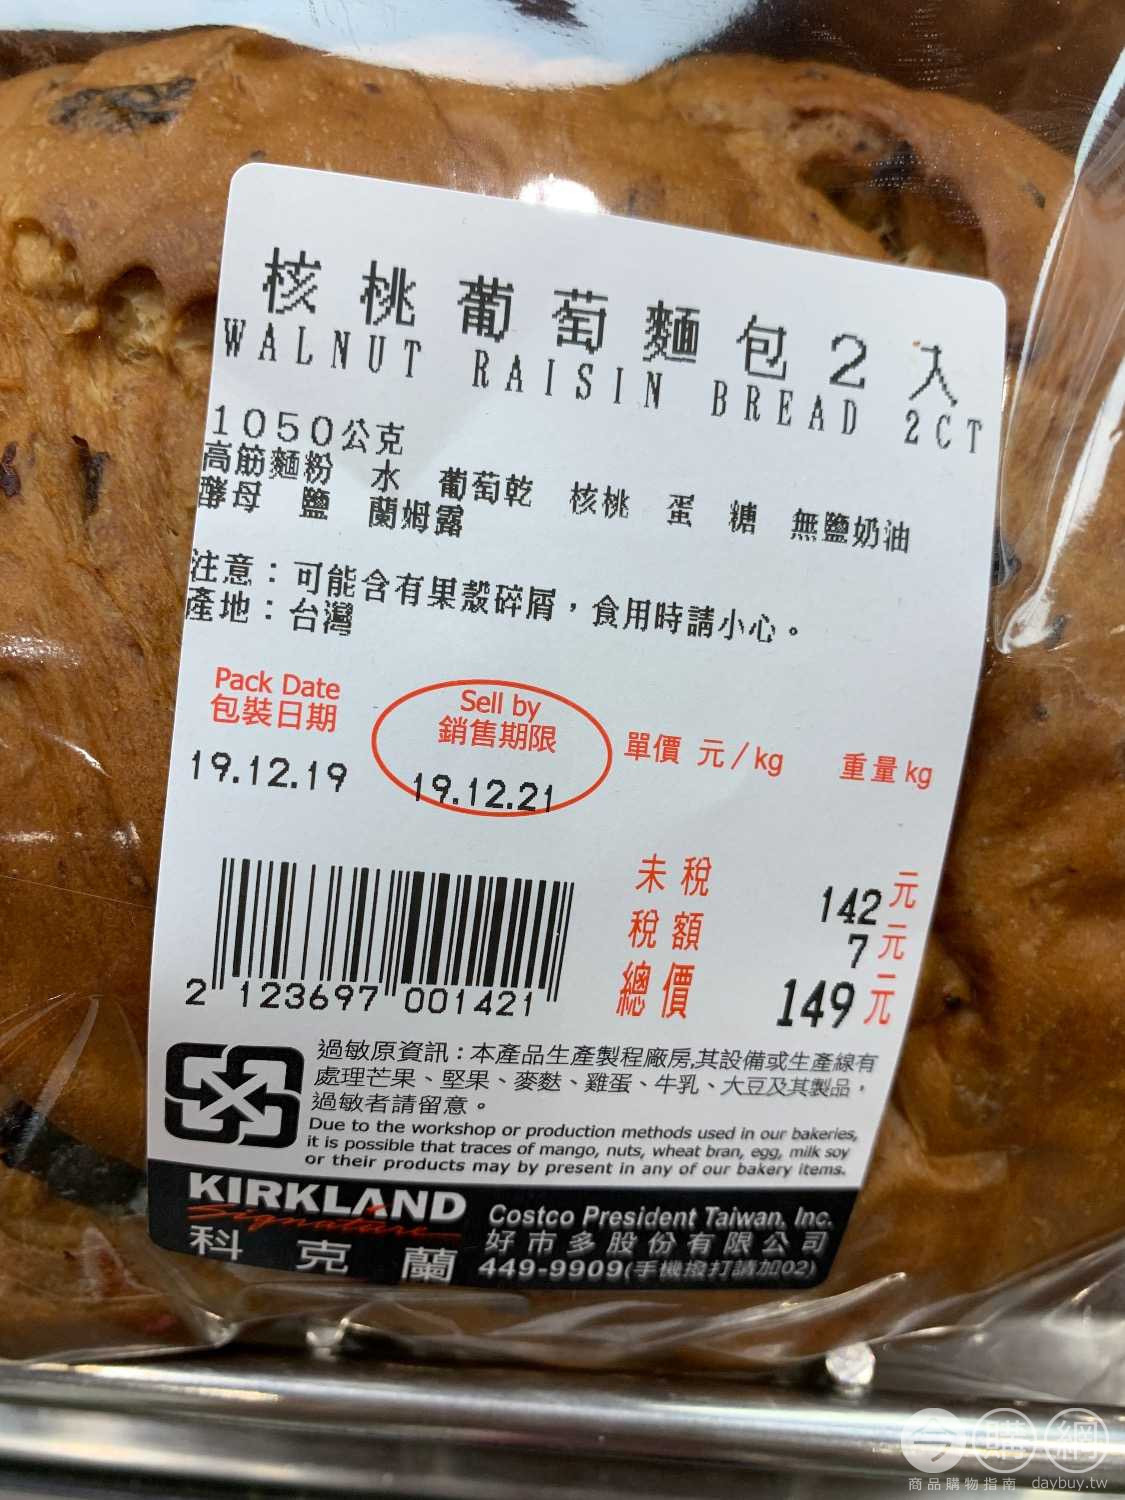 核桃葡萄麵包2入
WALNUT RAISIN BREAD 2CT
1050公克
高筋麵粉 水 葡萄乾 核桃 蛋 糖 無鹽奶油
酵母 鹽 蘭姆露
注意：可能含有果殼碎屑，食用時請小心。
產地：台灣
Pack Date
包裝日期
19.12.19
Sell by
銷售期限
19.12.21
單價 元/kg
重量 kg
未稅 142元
稅額 7元
總價 149元
2 123697 001421
過敏原資訊：本產品生產製程廠房,其設備或生產線有
處理芒果、堅果、麥麩、雞蛋、牛乳、大豆及其製品，
過敏者請留意。
Due to the workshop or production methods used in our bakeries,
it is possible that traces of mango, nuts, wheat bran, egg, milk soy
or their products may by present in any of our bakery items.
KIRKLAND
Signature
科克蘭
Costco President Taiwan, Inc.
好市多股份有限公司
449-9909(手機撥打請加02)
今購網
商品購物指南 daybuy.tw